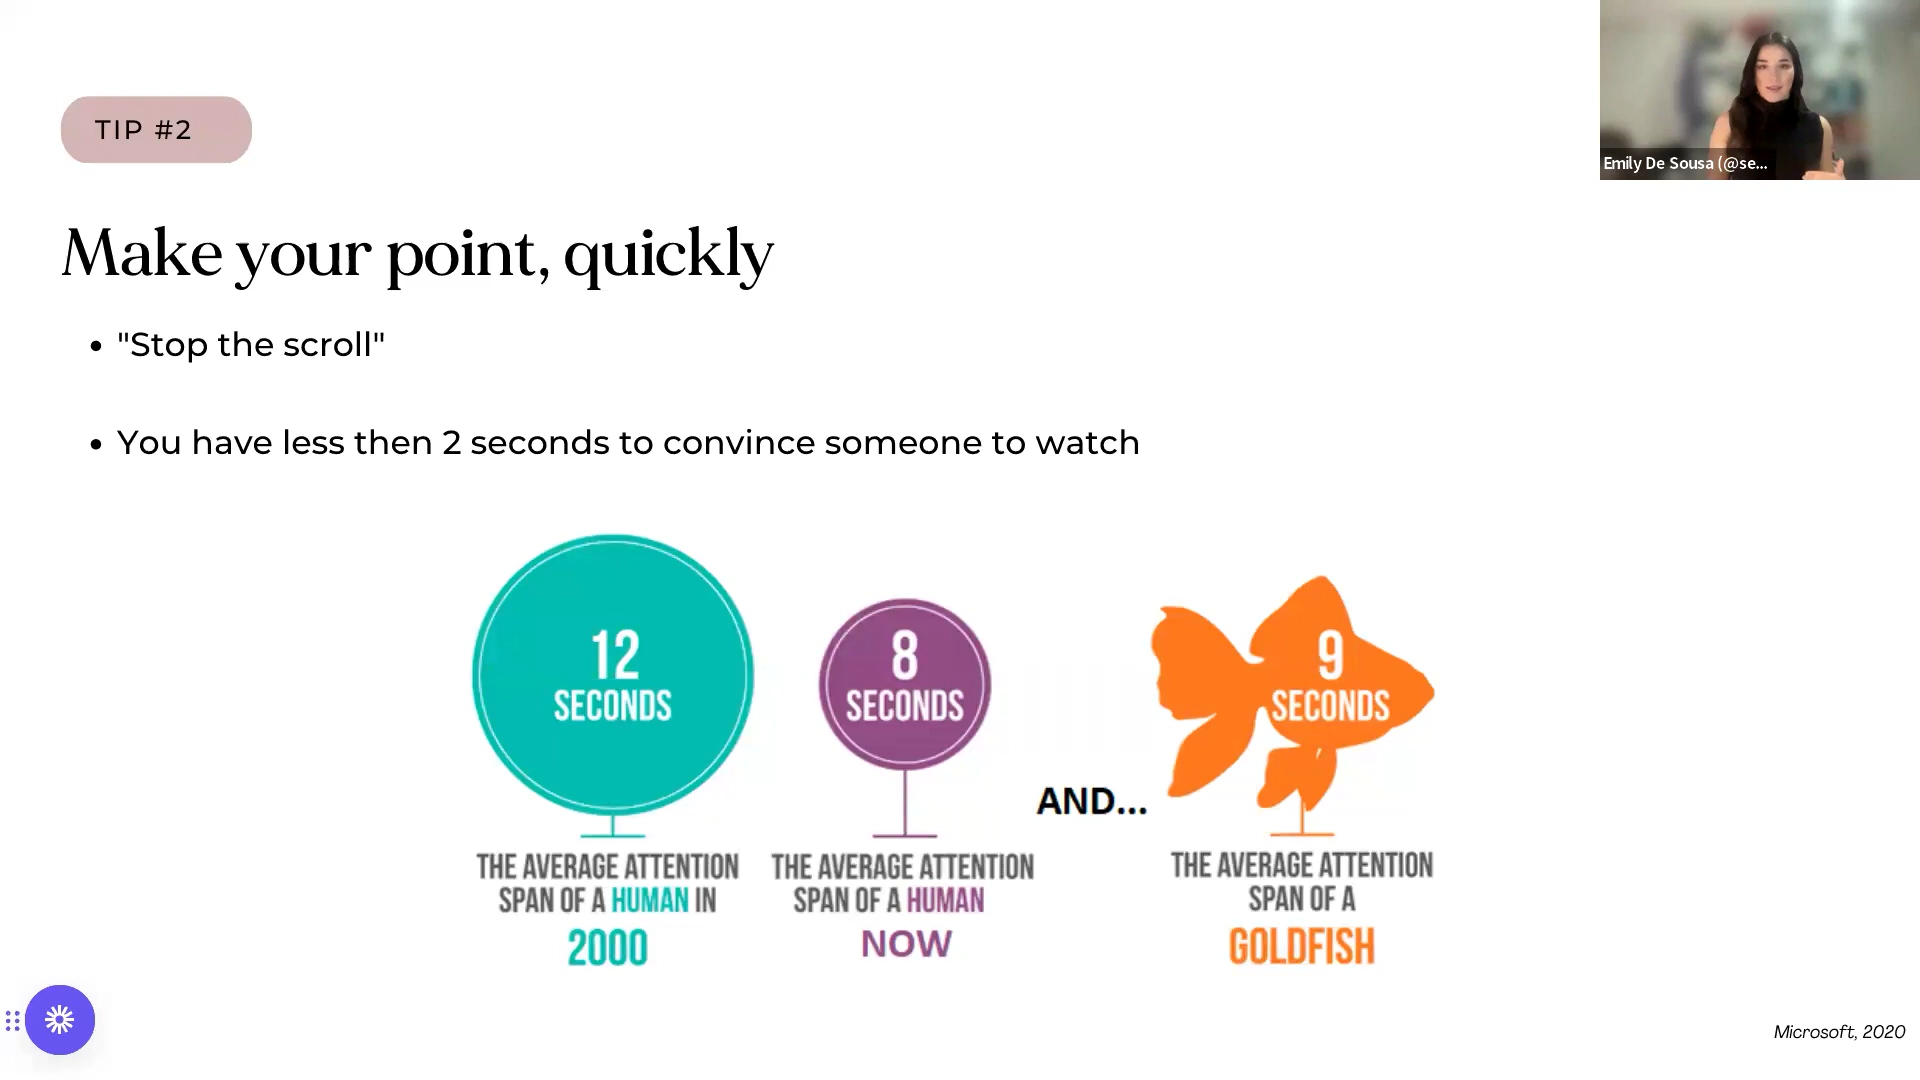 TIP #2
Emily De Sousa (@se...
Make your point, quickly
• "Stop the scroll"
• You have less then 2 seconds to convince someone to watch
12
SECONDS
THE AVERAGE ATTENTION
SPAN OF A HUMAN IN
2000
8
SECONDS
THE AVERAGE ATTENTION
SPAN OF A HUMAN
NOW
AND...
9
SECONDS
THE AVERAGE ATTENTION
SPAN OF A
GOLDFISH
Microsoft, 2020